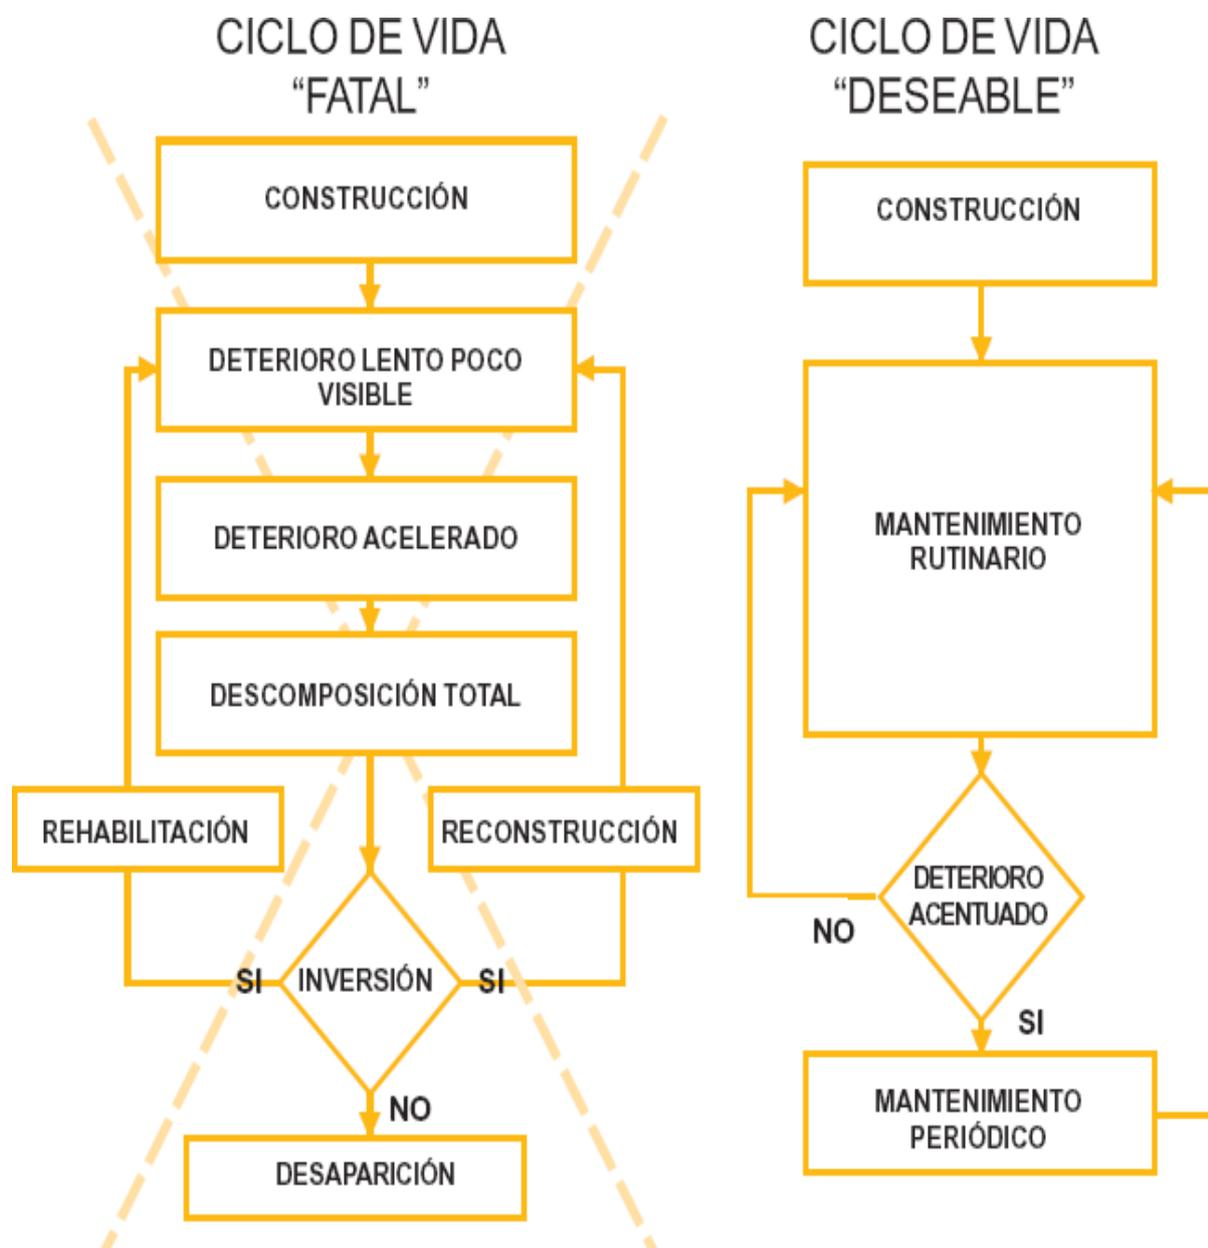 CICLO DE VIDA
“FATAL”
CONSTRUCCIÓN
DETERIORO LENTO POCO
VISIBLE
DETERIORO ACELERADO
DESCOMPOSICIÓN TOTAL
REHABILITACIÓN
RECONSTRUCCIÓN
SI
INVERSIÓN
SI
NO
DESAPARICIÓN
CICLO DE VIDA
“DESEABLE”
CONSTRUCCIÓN
MANTENIMIENTO
RUTINARIO
DETERIORO
ACENTUADO
NO
SI
MANTENIMIENTO
PERIÓDICO